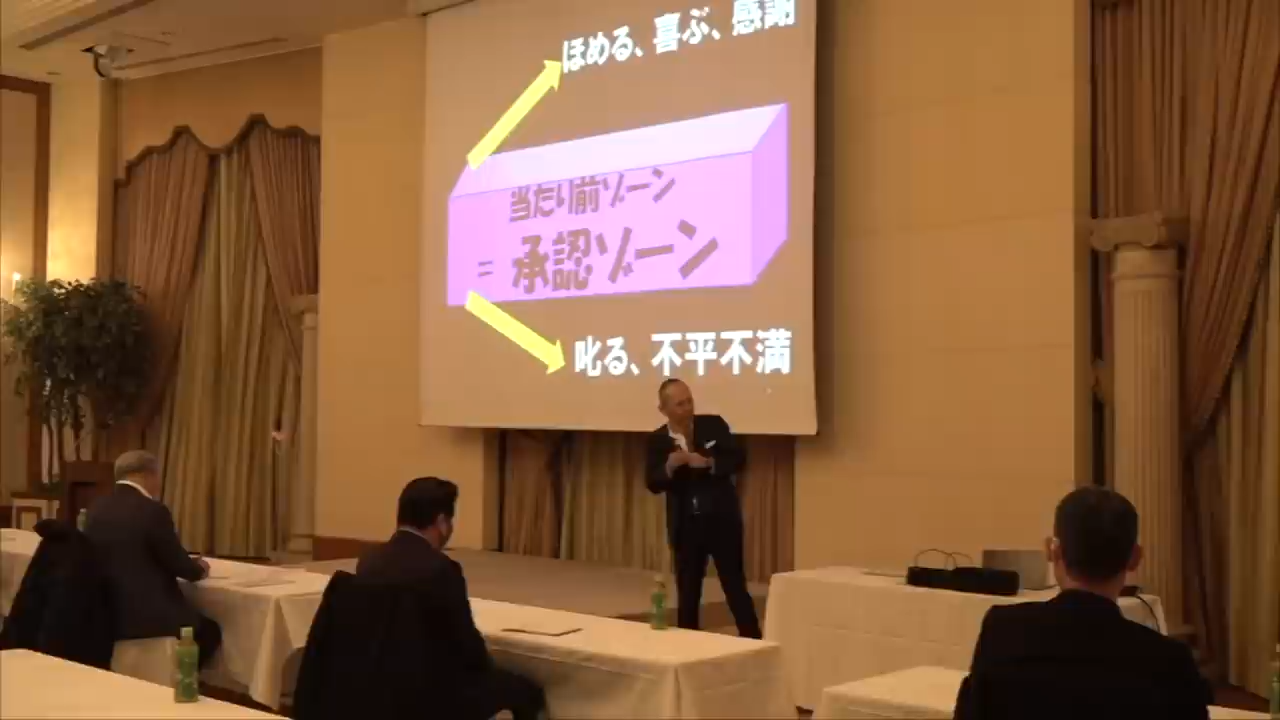 ほめる、喜ぶ、感謝
当たり前ゾーン
= 承認ゾーン
叱る、不平不満